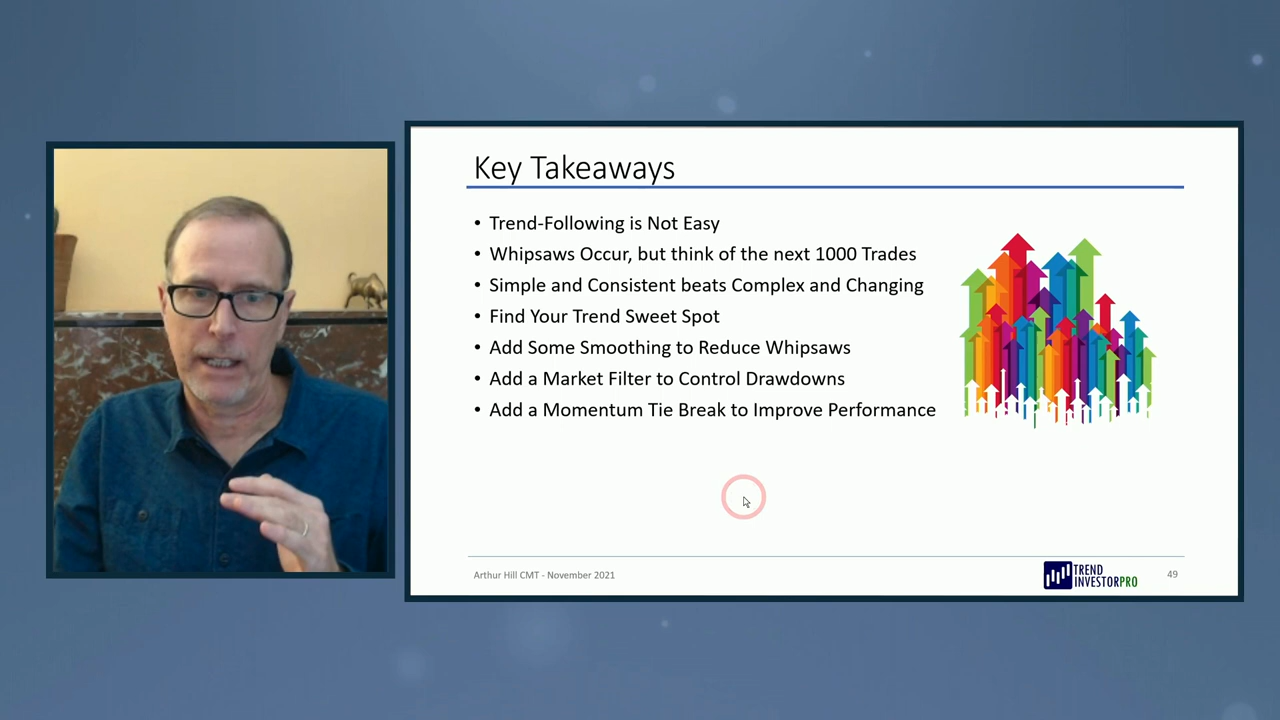 Key Takeaways
• Trend-Following is Not Easy
• Whipsaws Occur, but think of the next 1000 Trades
• Simple and Consistent beats Complex and Changing
• Find Your Trend Sweet Spot
• Add Some Smoothing to Reduce Whipsaws
• Add a Market Filter to Control Drawdowns
• Add a Momentum Tie Break to Improve Performance
Arthur Hill CMT - November 2021
TREND
INVESTORPRO
49